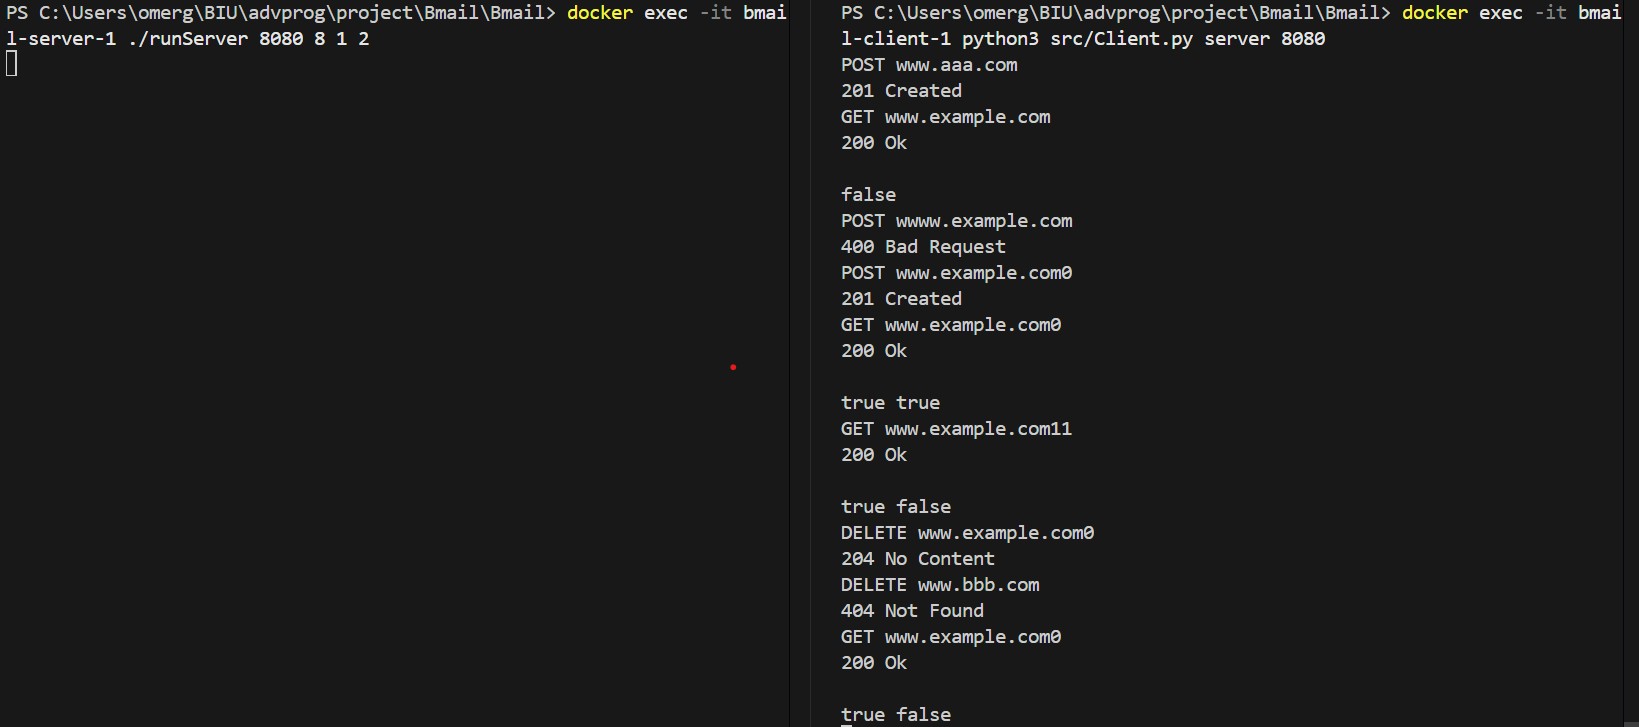 PS C:\Users\omerg\BIU\advprog\project\Bmail\Bmail> docker exec -it bmai
l-server-1 ./runServer 8080 8 1 2
PS C:\Users\omerg\BIU\advprog\project\Bmail\Bmail> docker exec -it bmai
l-client-1 python3 src/Client.py server 8080
POST www.aaa.com
201 Created
GET www.example.com
200 Ok

false
POST wwww.example.com
400 Bad Request
POST www.example.com0
201 Created
GET www.example.com0
200 Ok

true true
GET www.example.com11
200 Ok

true false
DELETE www.example.com0
204 No Content
DELETE www.bbb.com
404 Not Found
GET www.example.com0
200 Ok

true false